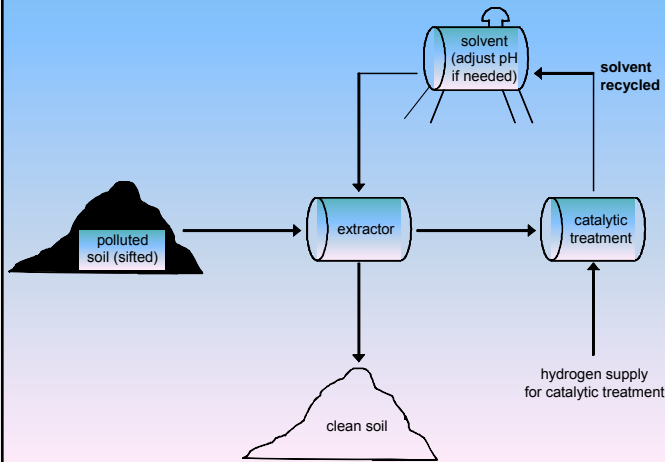 solvent
(adjust pH
if needed)
solvent
recycled
polluted
soil (sifted)
extractor
catalytic
treatment
hydrogen supply
for catalytic treatment
clean soil